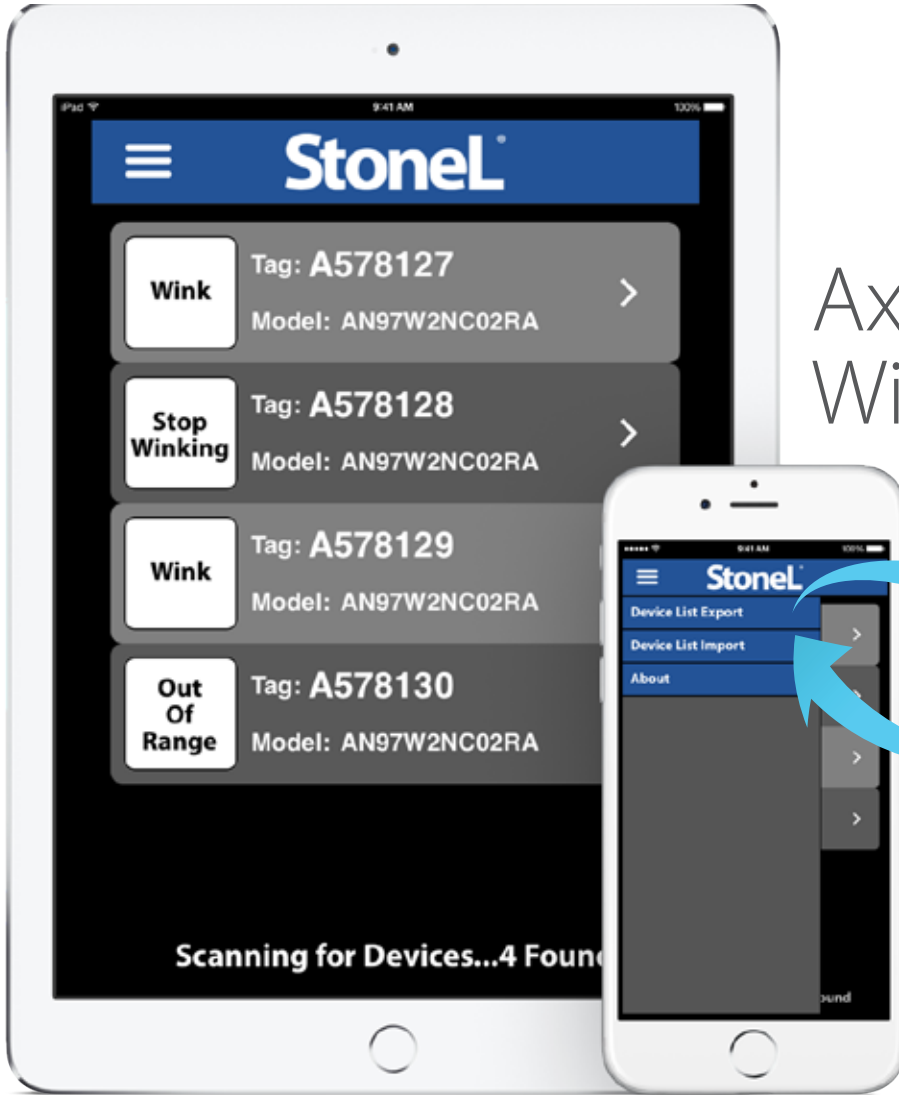 iPad 9:41 AM 100%
StoneL®
Wink
Tag: A578127
Model: AN97W2NC02RA
Stop
Winking
Tag: A578128
Model: AN97W2NC02RA
Wink
Tag: A578129
Model: AN97W2NC02RA
Out
Of
Range
Tag: A578130
Model: AN97W2NC02RA
Scanning for Devices...4 Foun
Ax
Wi
9:41 AM 100%
StoneL
Device List Export
Device List Import
About
ound